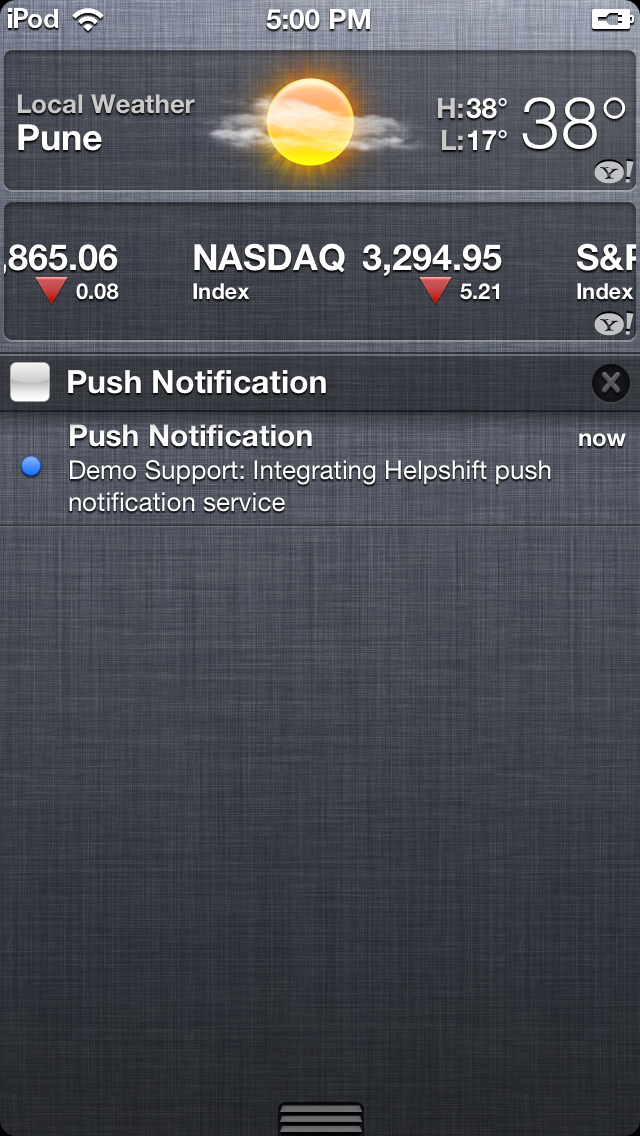 iPod 5:00 PM
Local Weather
Pune
H:38°
L:17°
38°
Y!
,865.06 NASDAQ 3,294.95 S&P
0.08 Index 5.21 Index
Y!
Push Notification
Push Notification now
Demo Support: Integrating Helpshift push
notification service